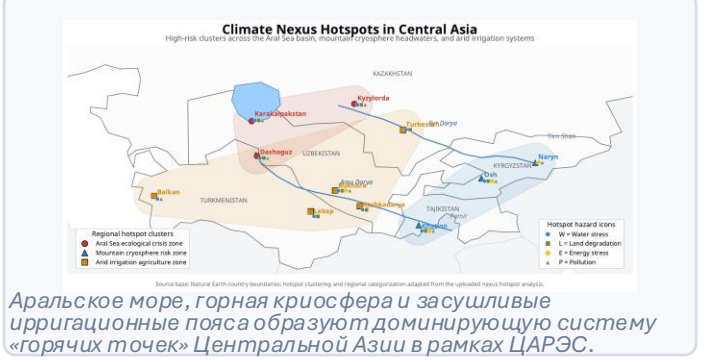 Climate Nexus Hotspots in Central Asia
High-risk clusters across the Aral Sea basin, mountain cryosphere headwaters, and arid irrigation systems
KAZAKHSTAN
Kyzylorda
Karakalpakstan
Turkestan
Syr Darya
Tien Shan
Dashoguz
UZBEKISTAN
Naryn
KYRGYZSTAN
Osh
Amu Darya
Bukhara
Balkan
TURKMENISTAN
Kashkadarya
Lebap
TAJIKISTAN
Pamir
Khatlon
Regional hotspot clusters
Aral Sea ecological crisis zone
Mountain cryosphere risk zone
Arid irrigation agriculture zone
Hotspot hazard icons
W = Water stress
L = Land degradation
E = Energy stress
P = Pollution
Source base: Natural Earth country boundaries; hotspot clustering and regional categorization adapted from the uploaded nexus hotspot analysis.
Аральское море, горная криосфера и засушливые
ирригационные пояса образуют доминирующую систему
«горячих точек» Центральной Азии в рамках ЦАРЭС.